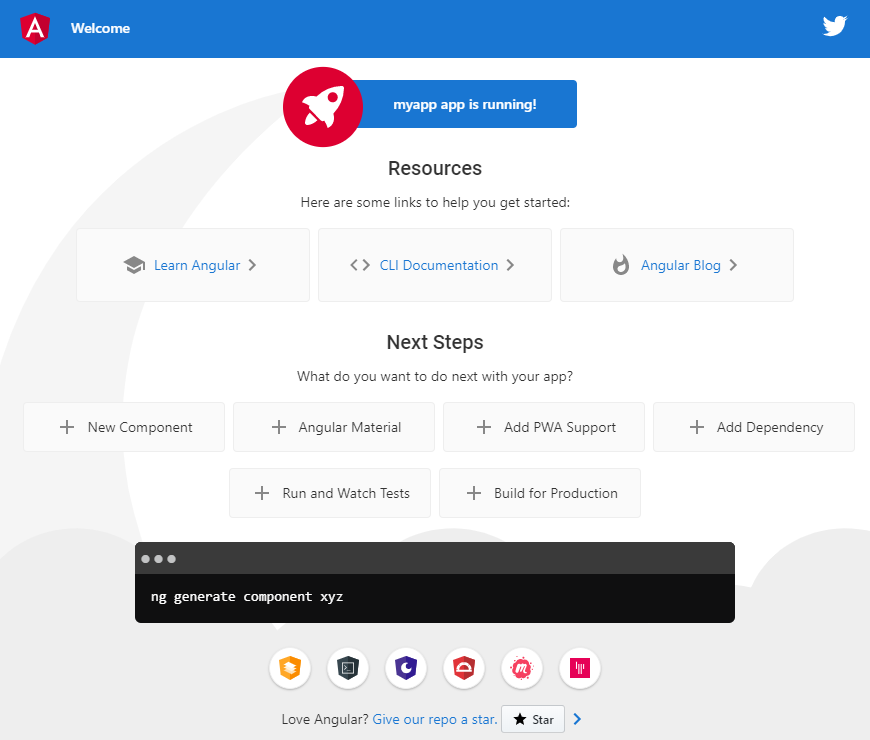 Welcome
myapp app is running!
Resources
Here are some links to help you get started:
Learn Angular
CLI Documentation
Angular Blog
Next Steps
What do you want to do next with your app?
New Component
Angular Material
Add PWA Support
Add Dependency
Run and Watch Tests
Build for Production
ng generate component xyz
Love Angular? Give our repo a star. Star